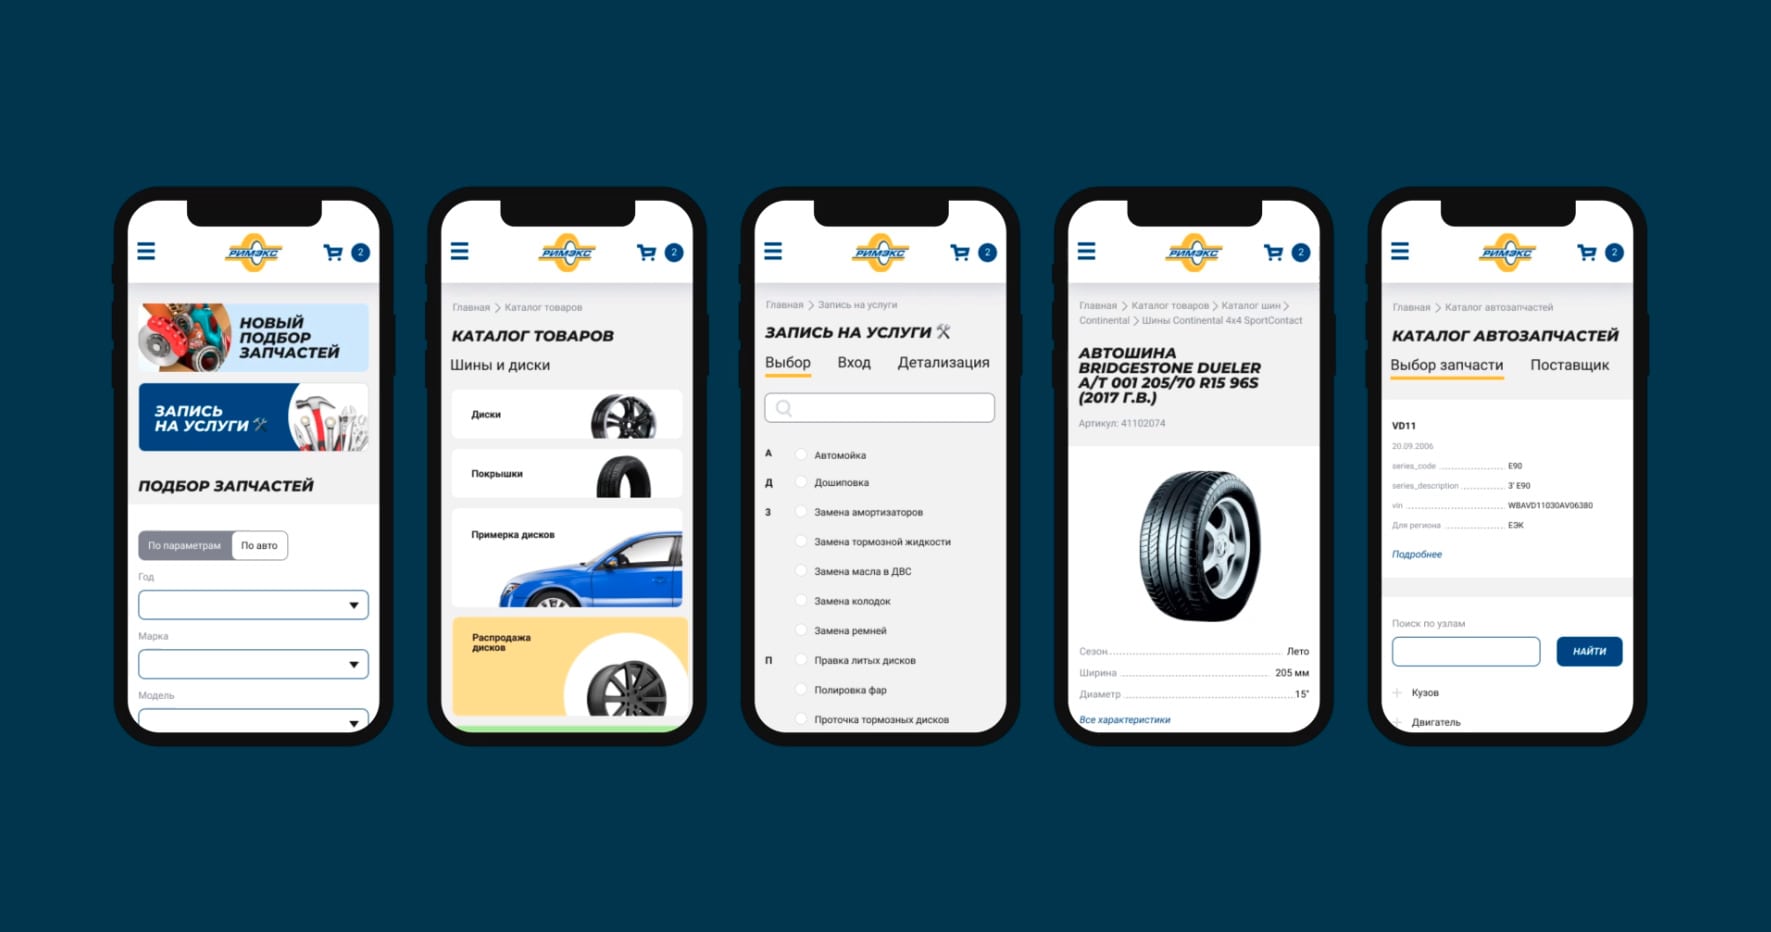 РИМЭКС
2
НОВЫЙ
ПОДБОР
ЗАПЧАСТЕЙ
ЗАПИСЬ
НА УСЛУГИ
ПОДБОР ЗАПЧАСТЕЙ
По параметрам По авто
Год
Марка
Модель
РИМЭКС
2
Главная > Каталог товаров
КАТАЛОГ ТОВАРОВ
Шины и диски
Диски
Покрышки
Примерка дисков
Распродажа
дисков
РИМЭКС
2
Главная > Запись на услуги
ЗАПИСЬ НА УСЛУГИ
Выбор Вход Детализация
А Автомойка
Д Дошиповка
З Замена амортизаторов
Замена тормозной жидкости
Замена масла в ДВС
Замена колодок
Замена ремней
П Правка литых дисков
Полировка фар
Проточка тормозных дисков
РИМЭКС
2
Главная > Каталог товаров > Каталог шин >
Continental > Шины Continental 4x4 SportContact
АВТОШИНА
BRIDGESTONE DUELER
A/T 001 205/70 R15 96S
(2017 Г.В.)
Артикул: 41102074
Сезон Лето
Ширина 205 мм
Диаметр 15"
Все характеристики
РИМЭКС
2
Главная > Каталог автозапчастей
КАТАЛОГ АВТОЗАПЧАСТЕЙ
Выбор запчасти Поставщик
VD11
20.09.2006
series_code E90
series_description 3' E90
vin WBAVD11030AV06380
Для региона ЕЭК
Подробнее
Поиск по узлам
НАЙТИ
Кузов
Двигатель